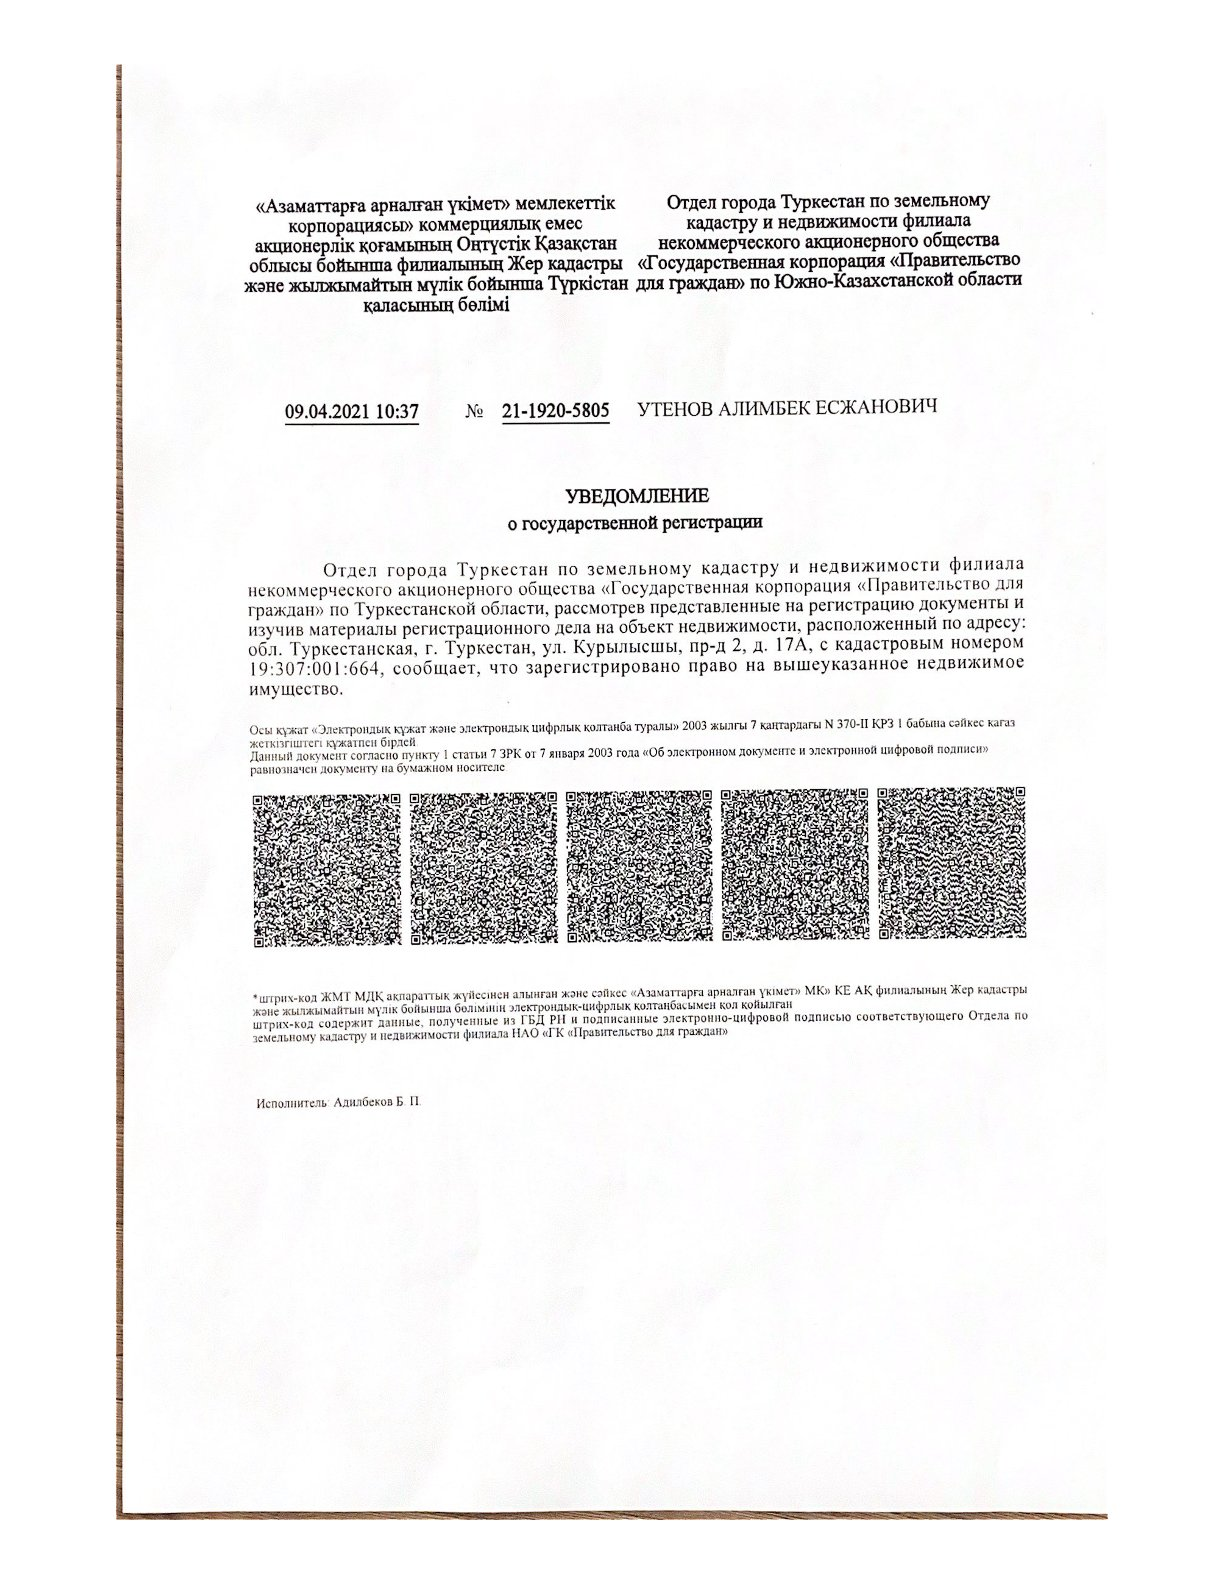 «Азаматтарға арналған үкімет» мемлекеттік
корпорациясы» коммерциялық емес
акционерлік қоғамының Оңтүстік Қазақстан
облысы бойынша филиалының Жер кадастры
және жылжымайтын мүлік бойынша Түркістан
қаласының бөлімі
Отдел города Туркестан по земельному
кадастру и недвижимости филиала
некоммерческого акционерного общества
«Государственная корпорация «Правительство
для граждан» по Южно-Казахстанской области
09.04.2021 10:37 № 21-1920-5805 УТЕНОВ АЛИМБЕК ЕСЖАНОВИЧ
УВЕДОМЛЕНИЕ
о государственной регистрации
Отдел города Туркестан по земельному кадастру и недвижимости филиала
некоммерческого акционерного общества «Государственная корпорация «Правительство для
граждан» по Туркестанской области, рассмотрев представленные на регистрацию документы и
изучив материалы регистрационного дела на объект недвижимости, расположенный по адресу:
обл. Туркестанская, г. Туркестан, ул. Курылысшы, пр-д 2, д. 17А, с кадастровым номером
19:307:001:664, сообщает, что зарегистрировано право на вышеуказанное недвижимое
имущество.
Осы құжат «Электрондық құжат және электрондық цифрлық қолтаңба туралы» 2003 жылғы 7 қаңтардағы N 370-II ҚРЗ 1 бабына сәйкес қағаз
жеткізгіштегі құжатпен бірдей
Данный документ согласно пункту 1 статьи 7 ЗРК от 7 января 2003 года «Об электронном документе и электронной цифровой подписи»
равнозначен документу на бумажном носителе
*штрих-код ЖМТ МДҚ ақпараттық жүйесінен алынған және сәйкес «Азаматтарға арналған үкімет» МК» КЕ АҚ филиалының Жер кадастры
және жылжымайтын мүлік бойынша бөлімінің электрондық-цифрлық қолтаңбасымен қол қойылған
штрих-код содержит данные, полученные из ГБД РН и подписанные электронно-цифровой подписью соответствующего Отдела по
земельному кадастру и недвижимости филиала НАО «ГК «Правительство для граждан»
Исполнитель: Адилбеков Б. П.